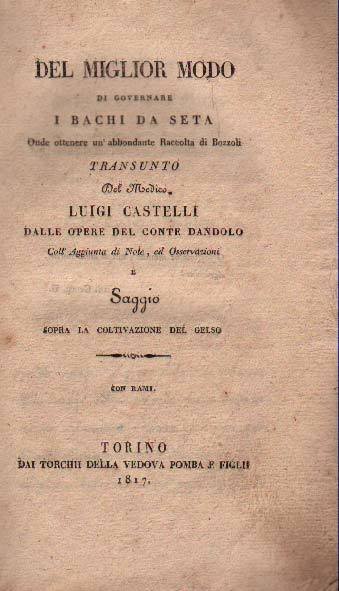 DEL MIGLIOR MODO
DI GOVERNARE
I BACHI DA SETA
Onde ottenere un' abbondante Raccolta di Bozzoli
TRANSUNTO
Del Medico
LUIGI CASTELLI
DALLE OPERE DEL CONTE DANDOLO
Coll' Aggiunta di Note, ed Osservazioni
E
Saggio
SOPRA LA COLTIVAZIONE DEL GELSO
CON RAMI.
TORINO
DAI TORCHII DELLA VEDOVA POMBA E FIGLII
1817.